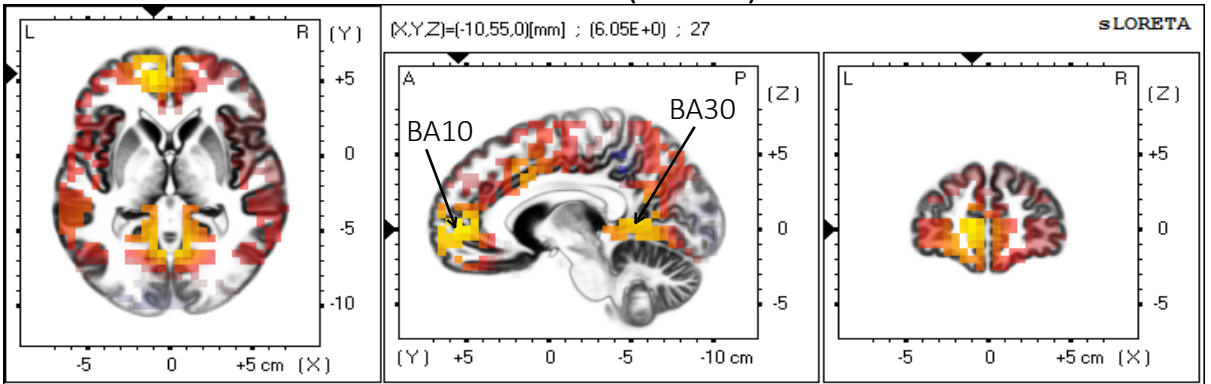 (X,Y,Z)=(-10,55,0)[mm] ; (6.05E+0) ; 27
sLORETA
L R (Y)
+5
0
-5
-10
-5 0 +5 cm (X)
A P (Z)
BA10
BA30
+5
0
-5
(Y) +5 0 -5 -10 cm
L R (Z)
+5
0
-5
-5 0 +5 cm (X)